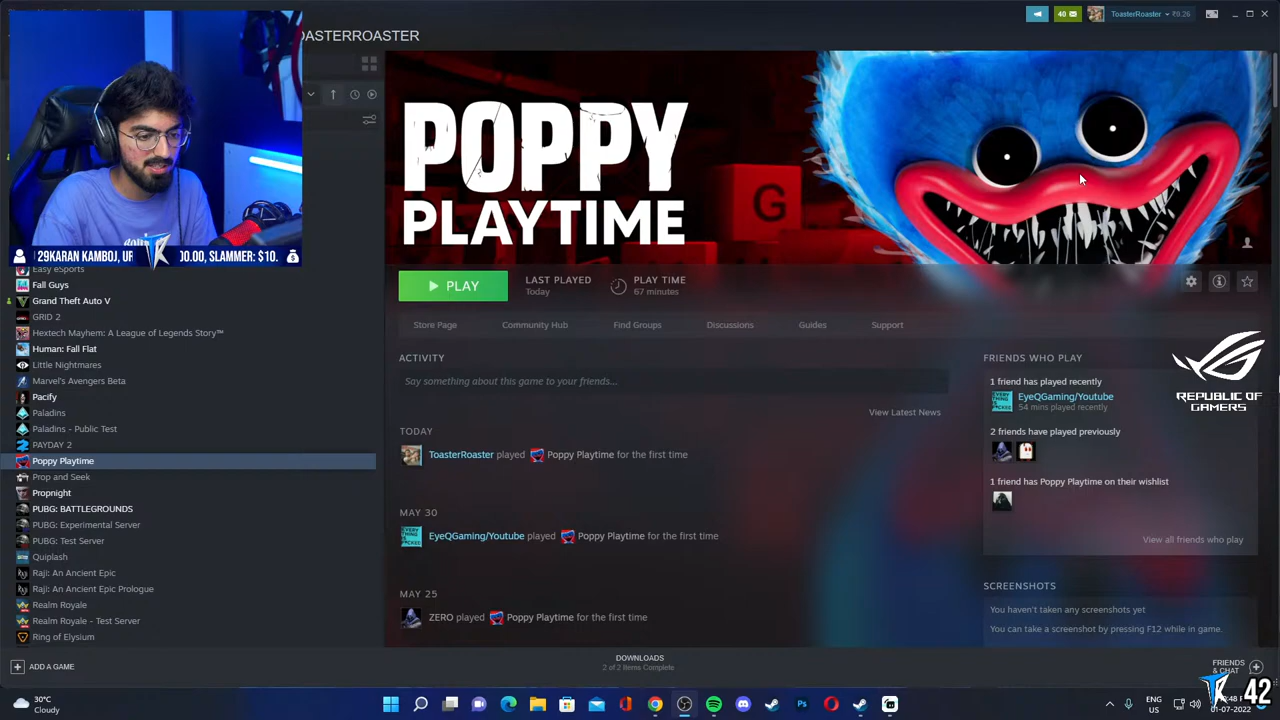 OASTERROASTER
40
ToasterRoaster
₹0.26
29KARAN KAMBOJ, UF
00.00, SLAMMER: $10.
POPPY
PLAYTIME
G
PLAY
LAST PLAYED
Today
PLAY TIME
67 minutes
Store Page
Community Hub
Find Groups
Discussions
Guides
Support
Easy eSports
Fall Guys
Grand Theft Auto V
GRID 2
Hextech Mayhem: A League of Legends Story™
Human: Fall Flat
Little Nightmares
Marvel's Avengers Beta
Pacify
Paladins
Paladins - Public Test
PAYDAY 2
Poppy Playtime
Prop and Seek
Propnight
PUBG: BATTLEGROUNDS
PUBG: Experimental Server
PUBG: Test Server
Quiplash
Raji: An Ancient Epic
Raji: An Ancient Epic Prologue
Realm Royale
Realm Royale - Test Server
Ring of Elysium
ACTIVITY
Say something about this game to your friends...
View Latest News
TODAY
ToasterRoaster played Poppy Playtime for the first time
MAY 30
EyeQGaming/Youtube played Poppy Playtime for the first time
MAY 25
ZERO played Poppy Playtime for the first time
FRIENDS WHO PLAY
1 friend has played recently
EyeQGaming/Youtube
54 mins played recently
2 friends have played previously
1 friend has Poppy Playtime on their wishlist
View all friends who play
REPUBLIC OF
GAMERS
SCREENSHOTS
You haven't taken any screenshots yet
You can take a screenshot by pressing F12 while in game.
ADD A GAME
DOWNLOADS
2 of 2 Items Complete
FRIENDS
& CHAT
30°C
Cloudy
ENG
US
01-07-2022
42